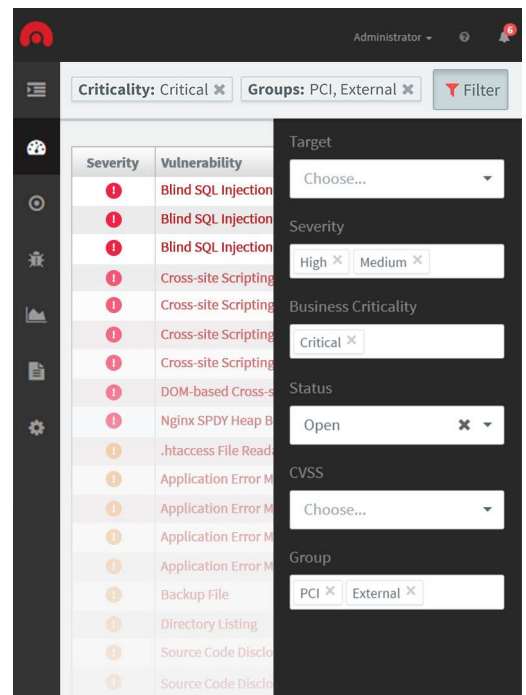 Administrator
6
Criticality: Critical
Groups: PCI, External
Filter
Severity
Vulnerability
Blind SQL Injection
Blind SQL Injection
Blind SQL Injection
Cross-site Scripting
Cross-site Scripting
Cross-site Scripting
Cross-site Scripting
DOM-based Cross-s
Nginx SPDY Heap B
.htaccess File Reada
Application Error M
Application Error M
Application Error M
Application Error M
Backup File
Directory Listing
Source Code Disclo
Source Code Disclo
Target
Choose...
Severity
High
Medium
Business Criticality
Critical
Status
Open
CVSS
Choose...
Group
PCI
External